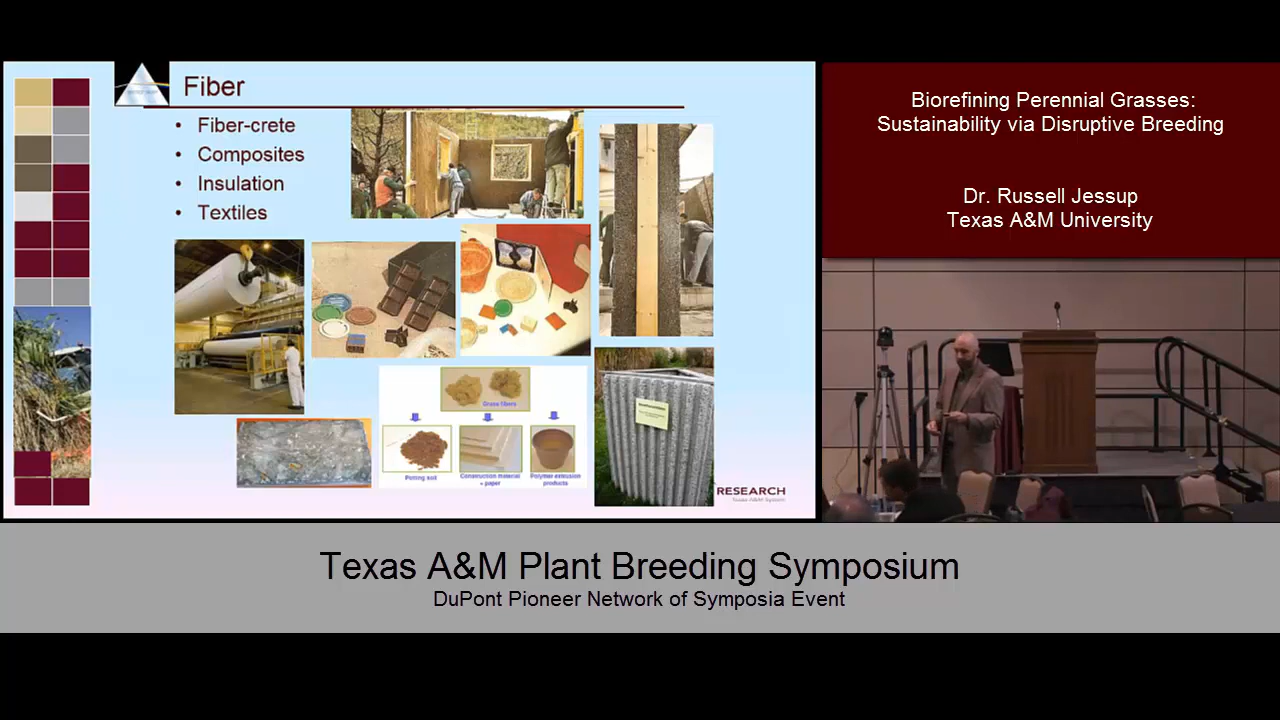 Fiber
• Fiber-crete
• Composites
• Insulation
• Textiles
Grass fibers
Potting soil
Construction material
+ paper
Polymer extrusion
products
RESEARCH
Texas A&M System
Biorefining Perennial Grasses:
Sustainability via Disruptive Breeding
Dr. Russell Jessup
Texas A&M University
Texas A&M Plant Breeding Symposium
DuPont Pioneer Network of Symposia Event